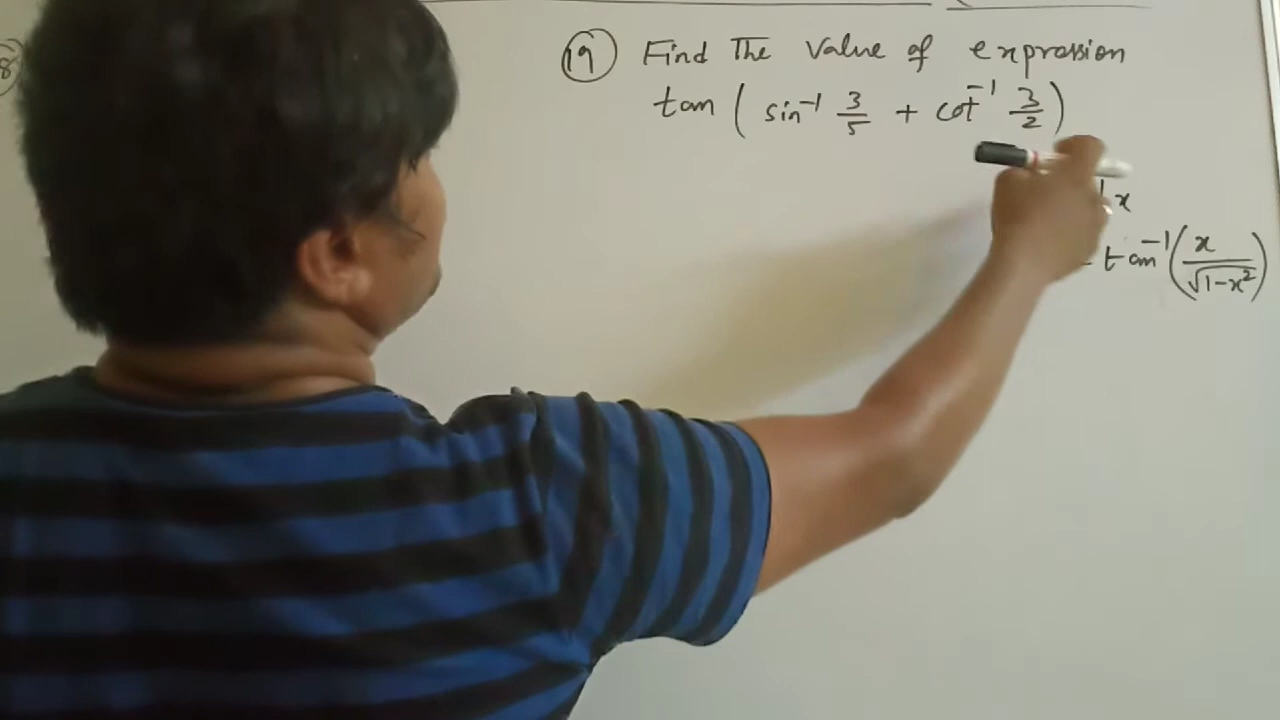 8
19 Find The value of expression
tan ( sin⁻¹ 3/5 + cot⁻¹ 3/2 )
x
tan⁻¹ ( x / √1-x² )